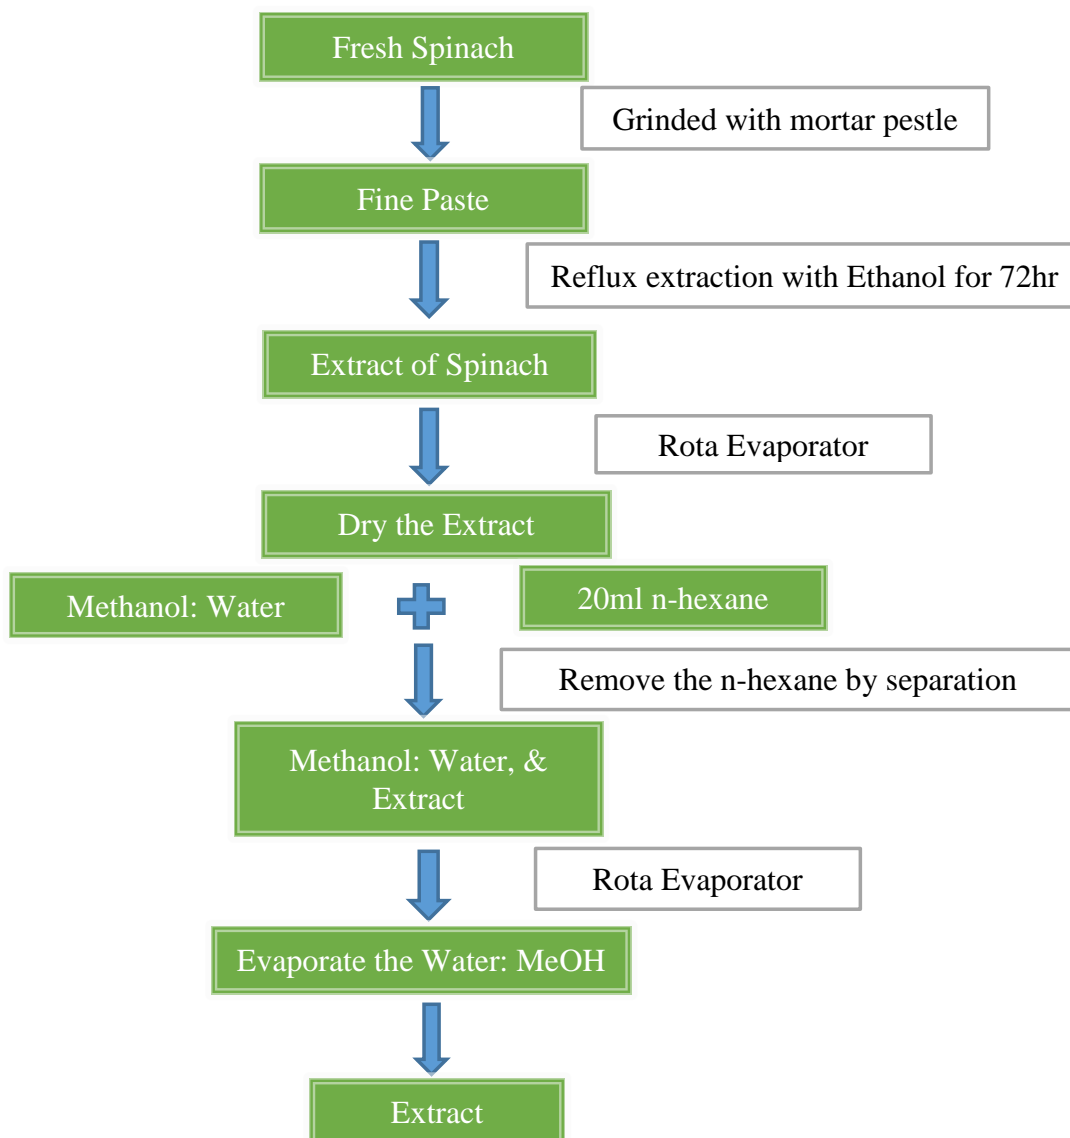 Fresh Spinach
Grinded with mortar pestle
Fine Paste
Reflux extraction with Ethanol for 72hr
Extract of Spinach
Rota Evaporator
Dry the Extract
Methanol: Water
20ml n-hexane
Remove the n-hexane by separation
Methanol: Water, &
Extract
Rota Evaporator
Evaporate the Water: MeOH
Extract